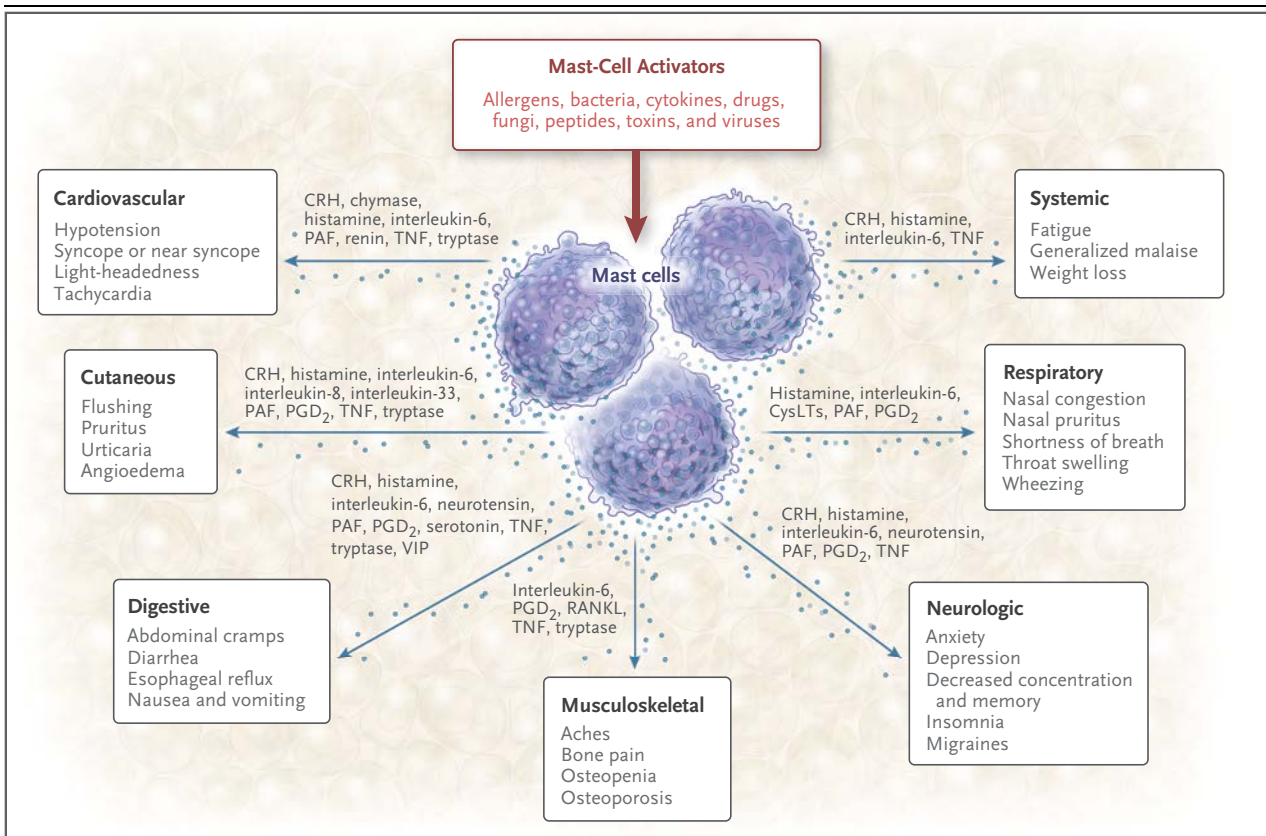 Mast-Cell Activators
Allergens, bacteria, cytokines, drugs,
fungi, peptides, toxins, and viruses
Cardiovascular
Hypotension
Syncope or near syncope
Light-headedness
Tachycardia
CRH, chymase,
histamine, interleukin-6,
PAF, renin, TNF, tryptase
Mast cells
CRH, histamine,
interleukin-6, TNF
Systemic
Fatigue
Generalized malaise
Weight loss
Cutaneous
Flushing
Pruritus
Urticaria
Angioedema
CRH, histamine, interleukin-6,
interleukin-8, interleukin-33,
PAF, PGD₂, TNF, tryptase
Histamine, interleukin-6,
CysLTs, PAF, PGD₂
Respiratory
Nasal congestion
Nasal pruritus
Shortness of breath
Throat swelling
Wheezing
CRH, histamine,
interleukin-6, neurotensin,
PAF, PGD₂, serotonin, TNF,
tryptase, VIP
CRH, histamine,
interleukin-6, neurotensin,
PAF, PGD₂, TNF
Digestive
Abdominal cramps
Diarrhea
Esophageal reflux
Nausea and vomiting
Interleukin-6,
PGD₂, RANKL,
TNF, tryptase
Neurologic
Anxiety
Depression
Decreased concentration
and memory
Insomnia
Migraines
Musculoskeletal
Aches
Bone pain
Osteopenia
Osteoporosis